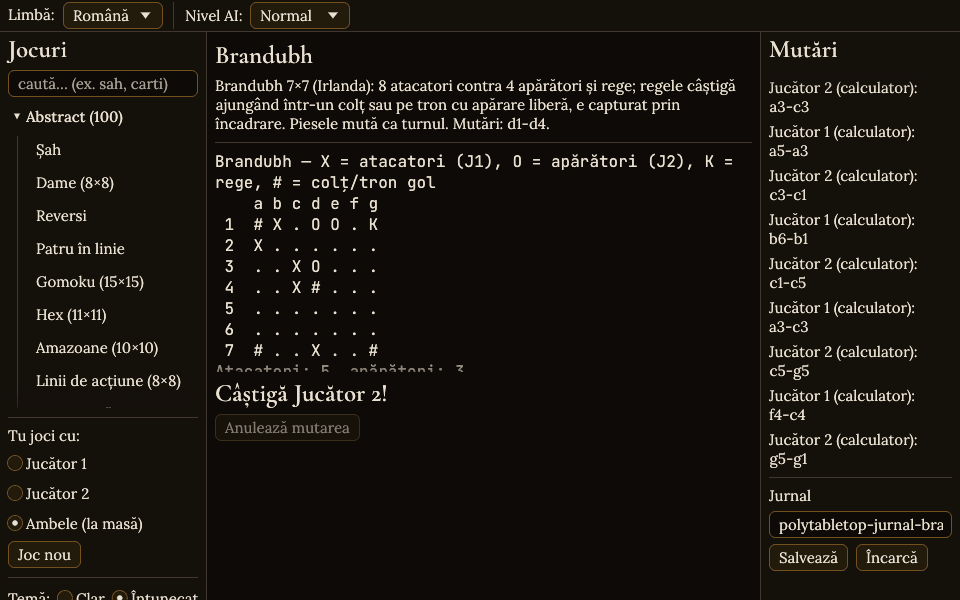 Limbă: Română Nivel AI: Normal
Jocuri
caută... (ex. sah, carti)
Abstract (100)
Șah
Dame (8×8)
Reversi
Patru în linie
Gomoku (15×15)
Hex (11×11)
Amazoane (10×10)
Linii de acțiune (8×8)
Tu joci cu:
Jucător 1
Jucător 2
Ambele (la masă)
Joc nou
Temă: Clar Întunecat
Brandubh
Brandubh 7×7 (Irlanda): 8 atacatori contra 4 apărători și rege; regele câștigă
ajungând într-un colț sau pe tron cu apărare liberă, e capturat prin
încadrare. Piesele mută ca turnul. Mutări: d1-d4.
Brandubh — X = atacatori (J1), O = apărători (J2), K =
rege, # = colț/tron gol
a b c d e f g
1 # X . O O . K
2 X . . . . . .
3 . . X O . . .
4 . . X # . . .
5 . . . . . . .
6 . . . . . . .
7 # . . X . . #
Atacatori: 5, apărători: 3
Câștigă Jucător 2!
Anulează mutarea
Mutări
Jucător 2 (calculator):
a3-c3
Jucător 1 (calculator):
a5-a3
Jucător 2 (calculator):
c3-c1
Jucător 1 (calculator):
b6-b1
Jucător 2 (calculator):
c1-c5
Jucător 1 (calculator):
a3-c3
Jucător 2 (calculator):
c5-g5
Jucător 1 (calculator):
f4-c4
Jucător 2 (calculator):
g5-g1
Jurnal
polytabletop-jurnal-bra
Salvează Încarcă